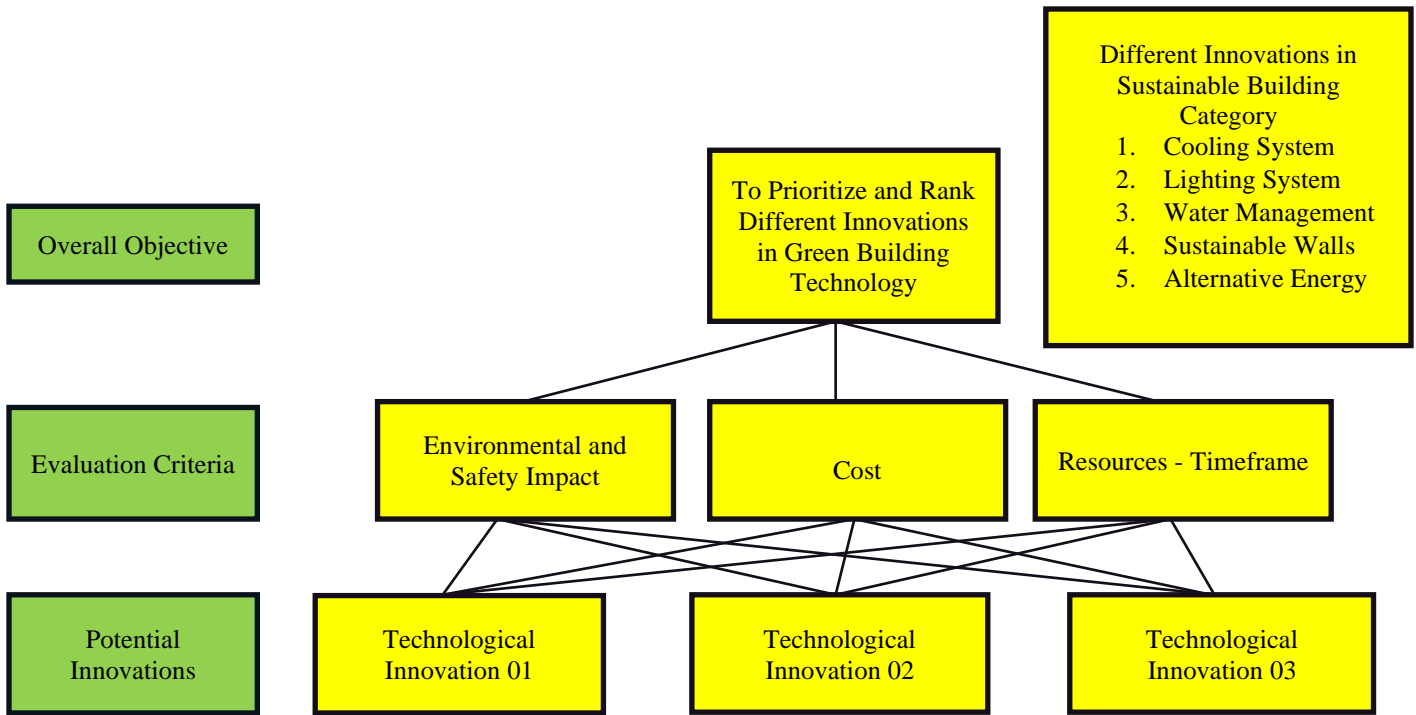 Different Innovations in
Sustainable Building
Category
1. Cooling System
2. Lighting System
3. Water Management
4. Sustainable Walls
5. Alternative Energy
Overall Objective
To Prioritize and Rank
Different Innovations
in Green Building
Technology
Evaluation Criteria
Environmental and
Safety Impact
Cost
Resources - Timeframe
Potential
Innovations
Technological
Innovation 01
Technological
Innovation 02
Technological
Innovation 03